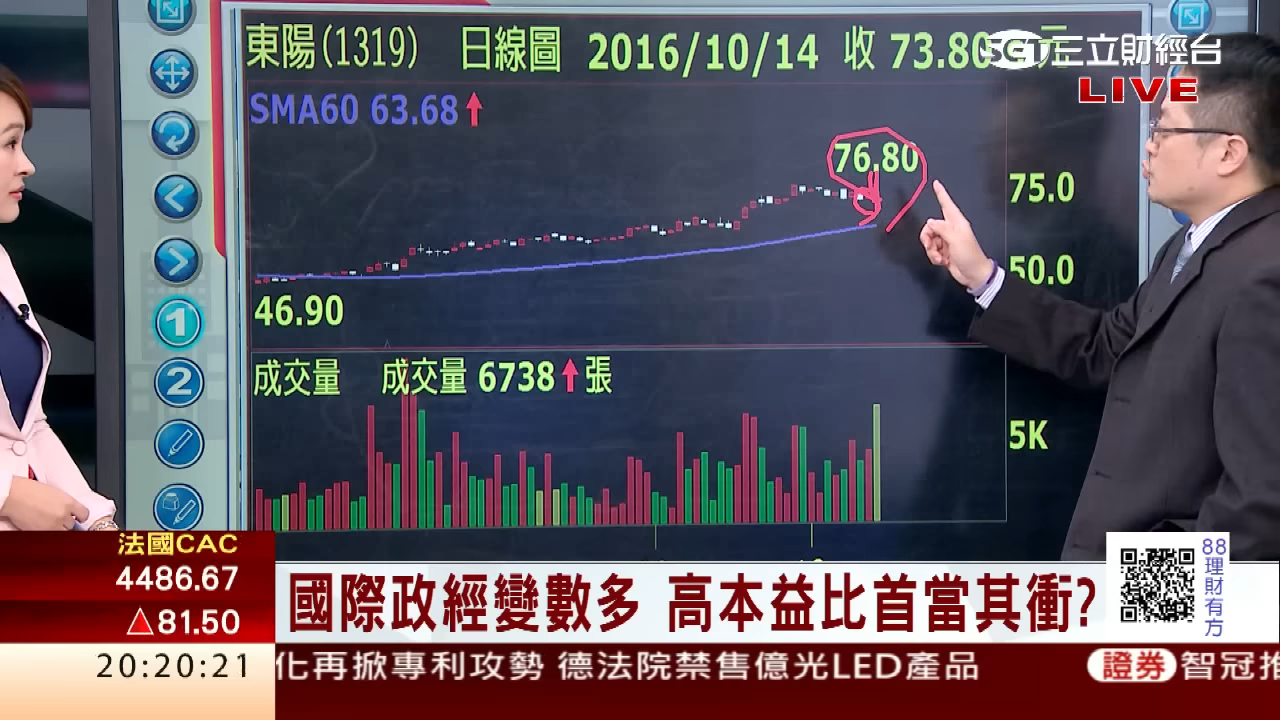 東陽(1319) 日線圖 2016/10/14 收 73.80 元
三立財經台
LIVE
SMA60 63.68
76.80
75.0
50.0
46.90
成交量 成交量 6738 張
5K
1
2
法國CAC
4486.67
△81.50
國際政經變數多 高本益比首當其衝?
88理財有方
20:20:21
化再掀專利攻勢 德法院禁售億光LED產品 證券 智冠推